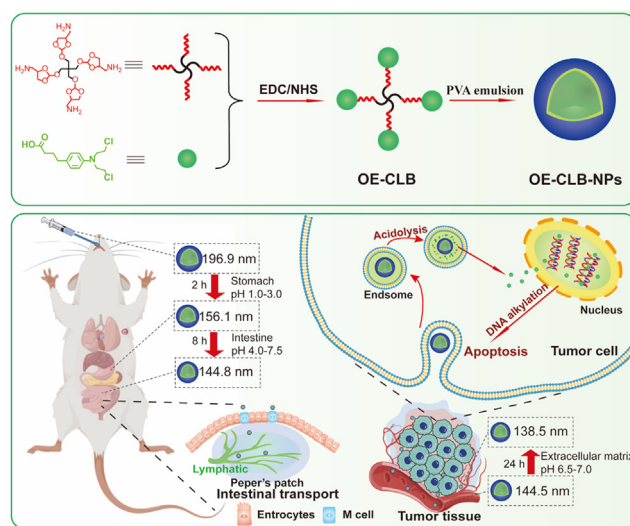 NH₂
H₂N
NH₂
NH₂
HO
O
N
Cl
Cl
EDC/NHS
PVA emulsion
OE-CLB
OE-CLB-NPs
196.9 nm
2 h
Stomach
pH 1.0-3.0
156.1 nm
8 h
Intestine
pH 4.0-7.5
144.8 nm
Lymphatic
Peper's patch
Intestinal transport
Entrocytes
M cell
Acidolysis
Endsome
Nucleus
DNA alkylation
Apoptosis
Tumor cell
138.5 nm
24 h
Extracellular matrix
pH 6.5-7.0
144.5 nm
Tumor tissue